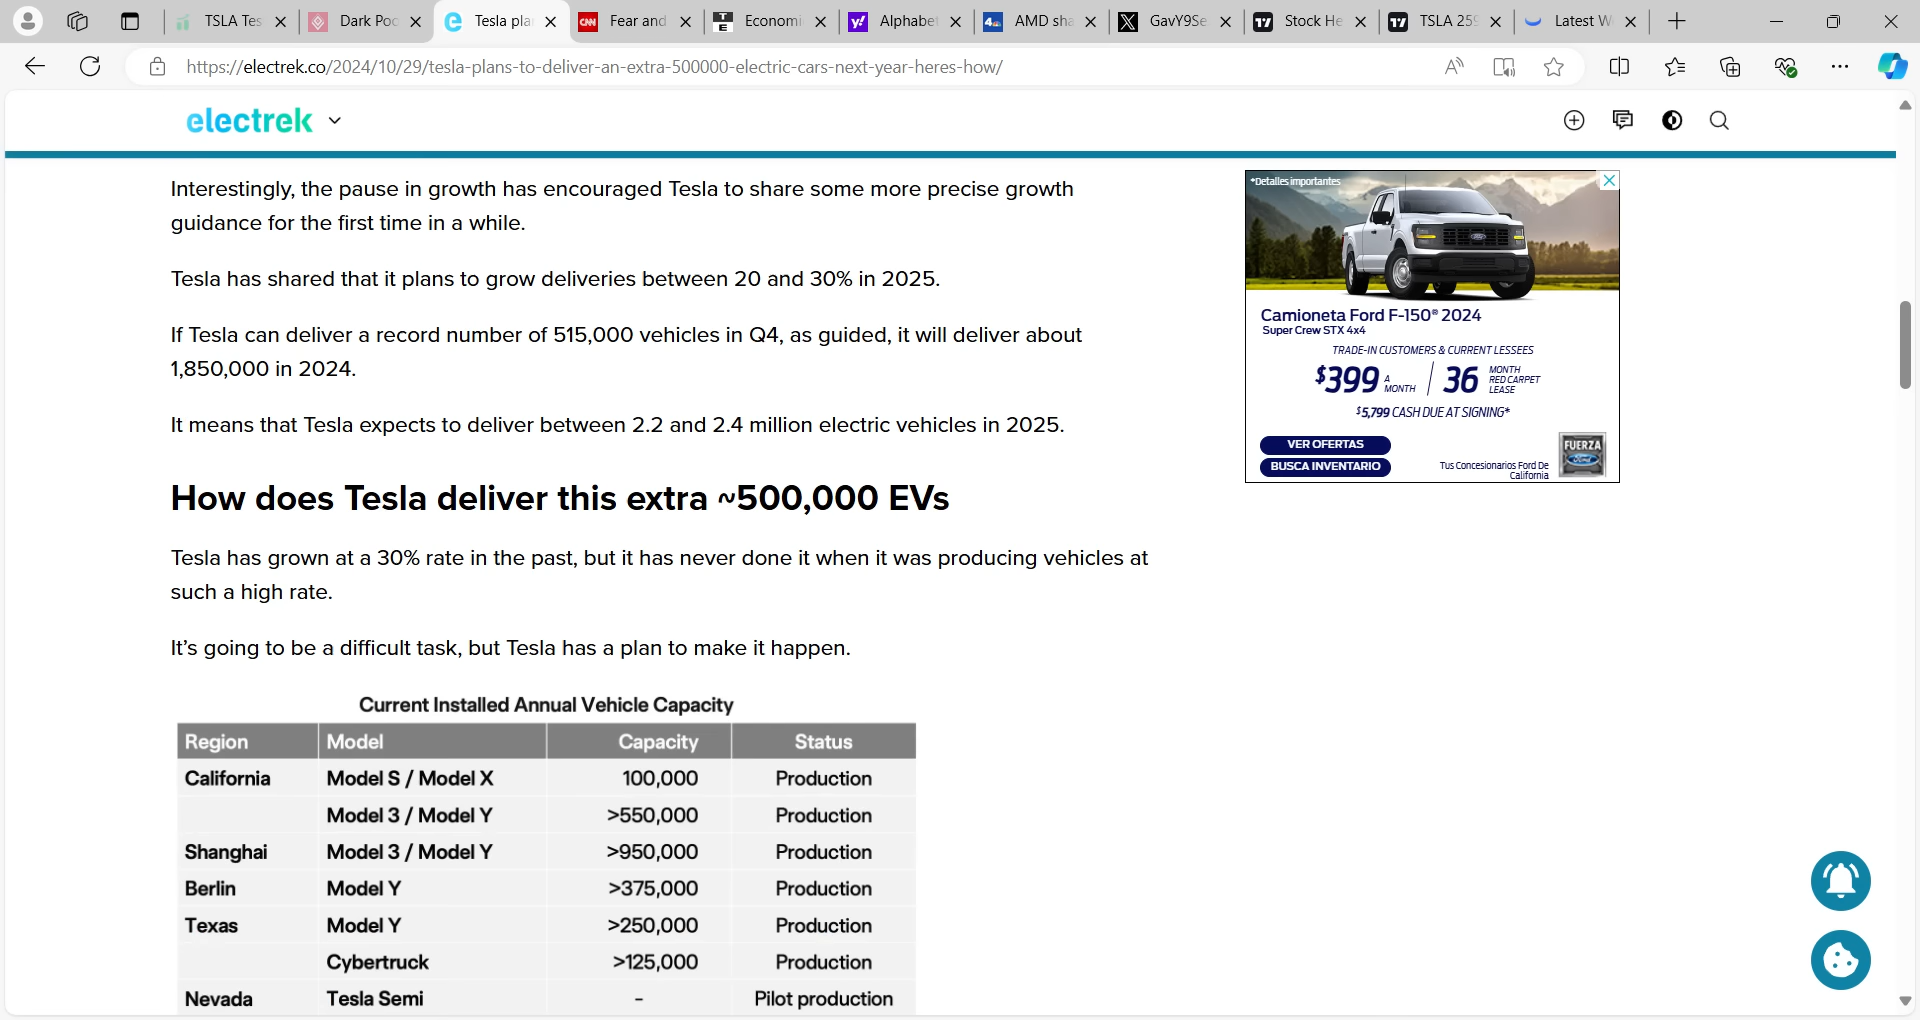 TSLA Tes
Dark Poo
Tesla plan
Fear and
Economi
Alphabet
AMD sha
GavY9Se
Stock He
TSLA 259
Latest W
https://electrek.co/2024/10/29/tesla-plans-to-deliver-an-extra-500000-electric-cars-next-year-heres-how/
electrek
Interestingly, the pause in growth has encouraged Tesla to share some more precise growth
guidance for the first time in a while.
Tesla has shared that it plans to grow deliveries between 20 and 30% in 2025.
If Tesla can deliver a record number of 515,000 vehicles in Q4, as guided, it will deliver about
1,850,000 in 2024.
It means that Tesla expects to deliver between 2.2 and 2.4 million electric vehicles in 2025.
How does Tesla deliver this extra ~500,000 EVs
Tesla has grown at a 30% rate in the past, but it has never done it when it was producing vehicles at
such a high rate.
It’s going to be a difficult task, but Tesla has a plan to make it happen.
Current Installed Annual Vehicle Capacity
Region Model Capacity Status
California Model S / Model X 100,000 Production
Model 3 / Model Y >550,000 Production
Shanghai Model 3 / Model Y >950,000 Production
Berlin Model Y >375,000 Production
Texas Model Y >250,000 Production
Cybertruck >125,000 Production
Nevada Tesla Semi - Pilot production
*Detalles importantes
Camioneta Ford F-150® 2024
Super Crew STX 4x4
TRADE-IN CUSTOMERS & CURRENT LESSEES
$399 A MONTH 36 MONTH RED CARPET LEASE
$5,799 CASH DUE AT SIGNING*
VER OFERTAS
BUSCA INVENTARIO
Tus Concesionarios Ford De
California
FUERZA
Ford